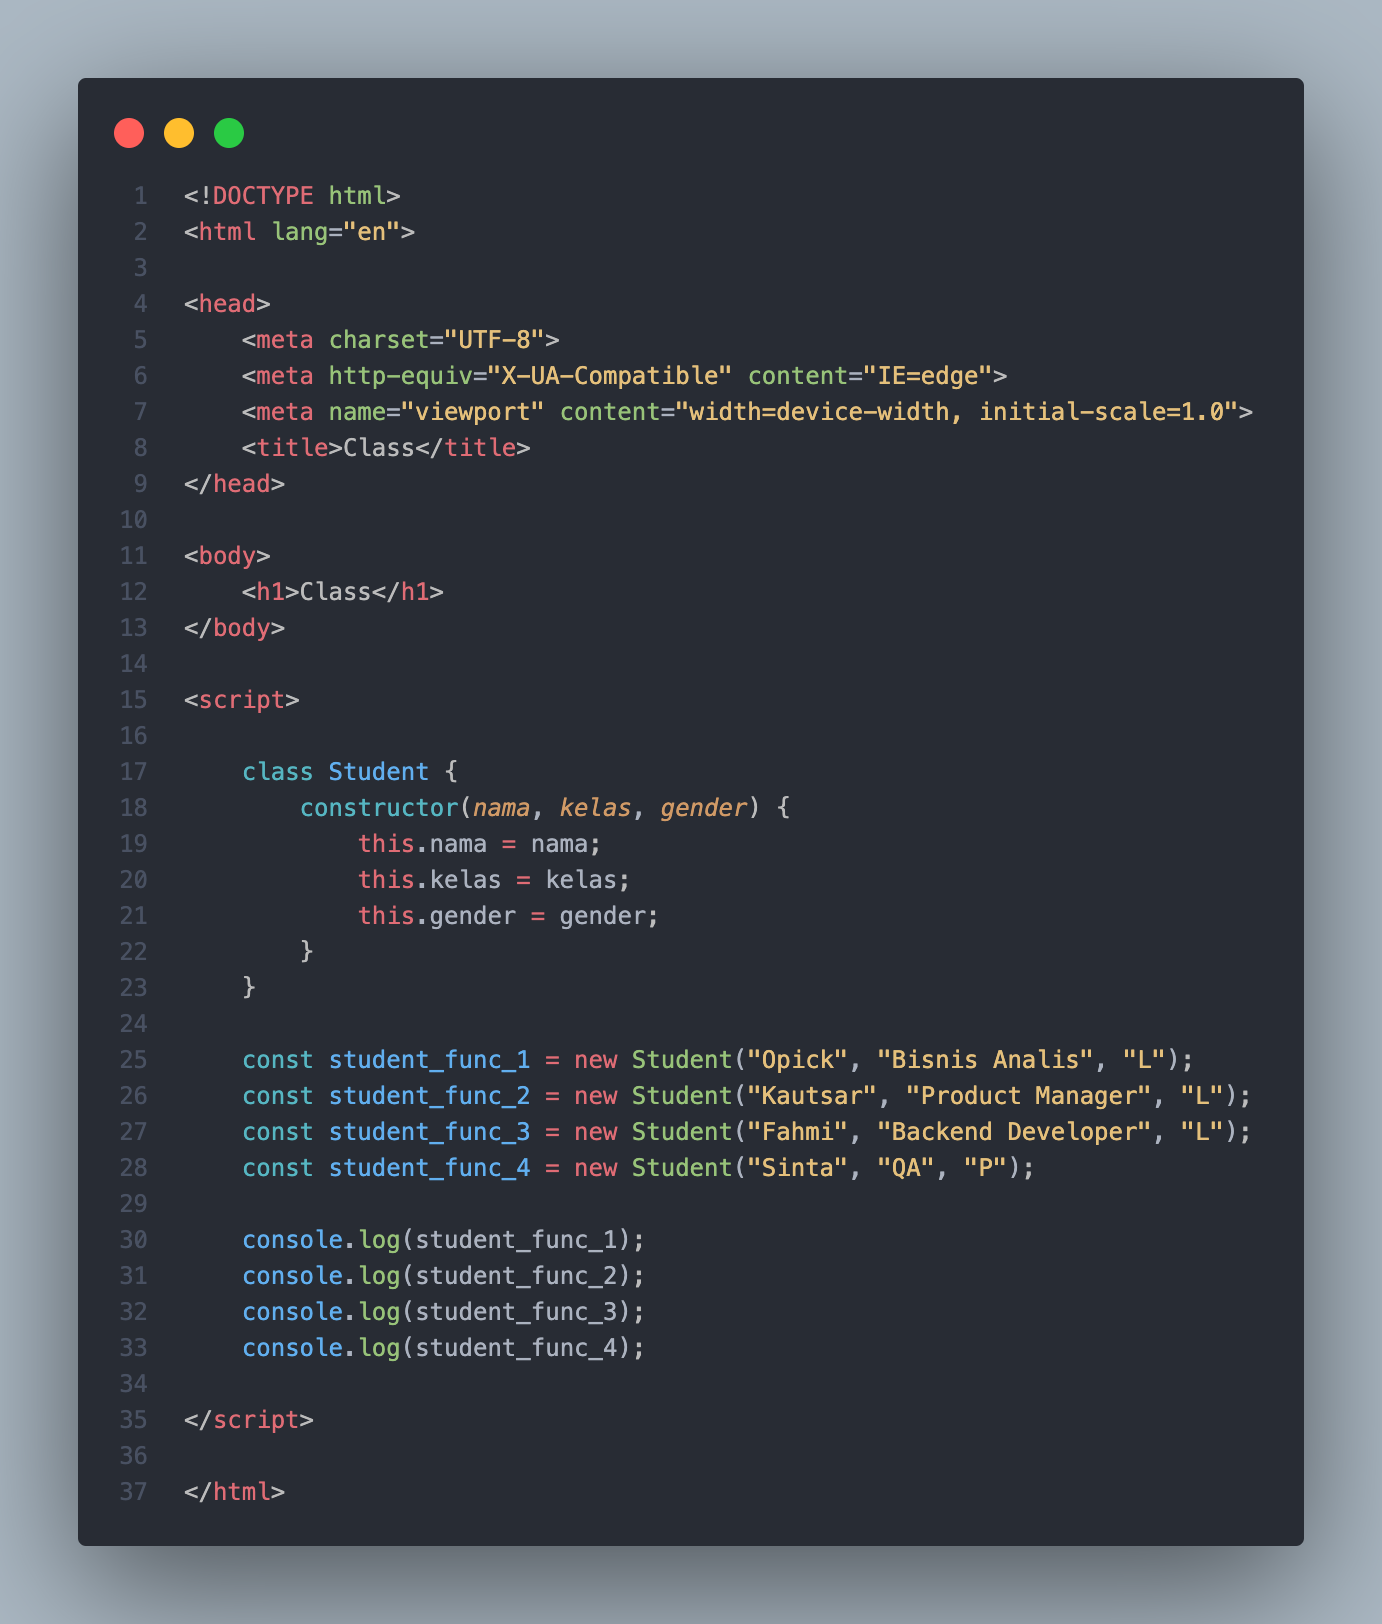 1 <!DOCTYPE html>
2 <html lang="en">
3
4 <head>
5     <meta charset="UTF-8">
6     <meta http-equiv="X-UA-Compatible" content="IE=edge">
7     <meta name="viewport" content="width=device-width, initial-scale=1.0">
8     <title>Class</title>
9 </head>
10
11 <body>
12     <h1>Class</h1>
13 </body>
14
15 <script>
16
17     class Student {
18         constructor(nama, kelas, gender) {
19             this.nama = nama;
20             this.kelas = kelas;
21             this.gender = gender;
22         }
23     }
24
25     const student_func_1 = new Student("Opick", "Bisnis Analis", "L");
26     const student_func_2 = new Student("Kautsar", "Product Manager", "L");
27     const student_func_3 = new Student("Fahmi", "Backend Developer", "L");
28     const student_func_4 = new Student("Sinta", "QA", "P");
29
30     console.log(student_func_1);
31     console.log(student_func_2);
32     console.log(student_func_3);
33     console.log(student_func_4);
34
35 </script>
36
37 </html>